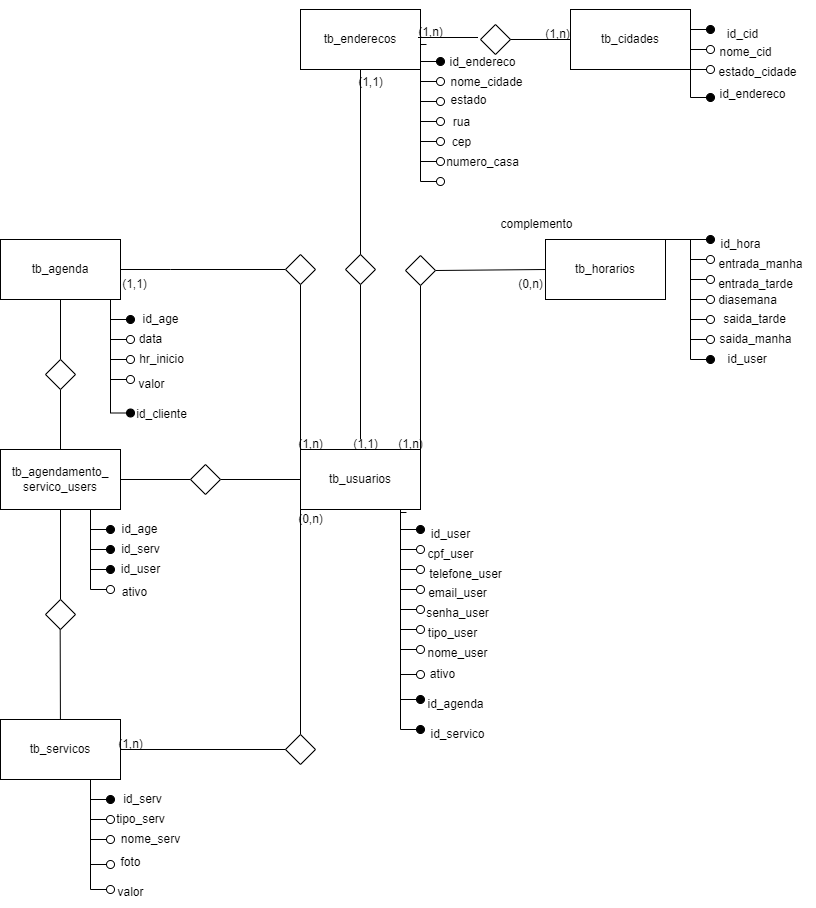 tb_enderecos
(1,n)
(1,n)
tb_cidades
id_cid
nome_cid
estado_cidade
id_endereco
id_endereco
nome_cidade
estado
rua
cep
numero_casa
(1,1)
complemento
tb_agenda
(1,1)
tb_horarios
(0,n)
id_hora
entrada_manha
entrada_tarde
diasemana
saida_tarde
saida_manha
id_user
id_age
data
hr_inicio
valor
id_cliente
(1,n)
(1,1)
(1,n)
tb_agendamento_
servico_users
tb_usuarios
(0,n)
id_age
id_serv
id_user
ativo
id_user
cpf_user
telefone_user
email_user
senha_user
tipo_user
nome_user
ativo
id_agenda
id_servico
tb_servicos
(1,n)
id_serv
tipo_serv
nome_serv
foto
valor